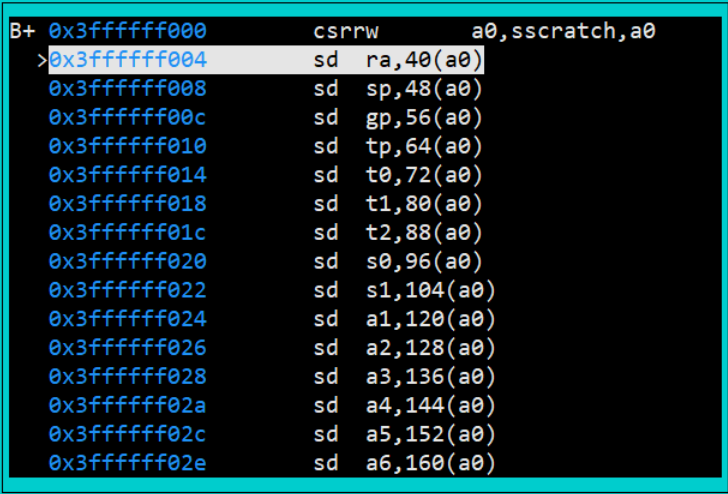 B+ 0x3ffffff000 csrrw a0,sscratch,a0
>0x3ffffff004 sd ra,40(a0)
0x3ffffff008 sd sp,48(a0)
0x3ffffff00c sd gp,56(a0)
0x3ffffff010 sd tp,64(a0)
0x3ffffff014 sd t0,72(a0)
0x3ffffff018 sd t1,80(a0)
0x3ffffff01c sd t2,88(a0)
0x3ffffff020 sd s0,96(a0)
0x3ffffff022 sd s1,104(a0)
0x3ffffff024 sd a1,120(a0)
0x3ffffff026 sd a2,128(a0)
0x3ffffff028 sd a3,136(a0)
0x3ffffff02a sd a4,144(a0)
0x3ffffff02c sd a5,152(a0)
0x3ffffff02e sd a6,160(a0)